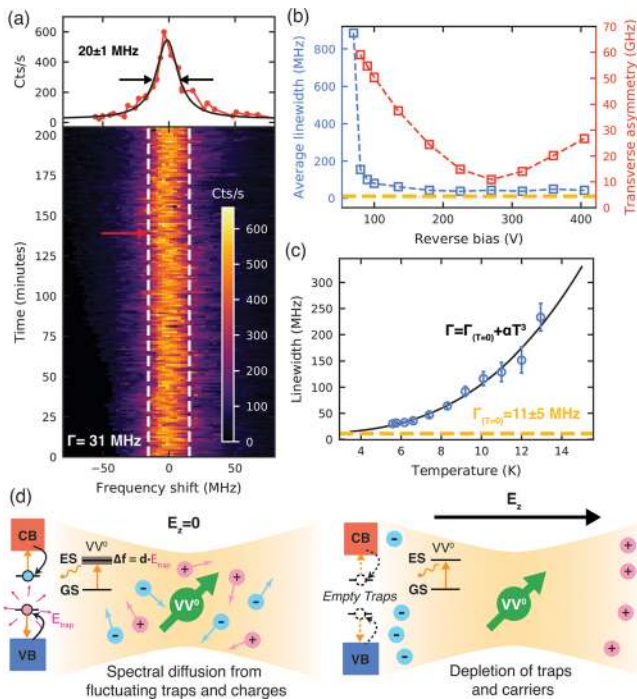 (a)
600
400
200
0
Cts/s
20±1 MHz
200
175
150
125
100
75
50
25
0
Time (minutes)
Cts/s
600
500
400
300
200
100
0
Γ= 31 MHz
−50
0
50
Frequency shift (MHz)
(b)
800
600
400
200
0
Average linewidth (MHz)
70
60
50
40
30
20
10
0
Transverse asymmetry (GHz)
100
200
300
400
Reverse bias (V)
(c)
300
250
200
150
100
50
0
Linewidth (MHz)
Γ=Γ(T=0)+αT³
Γ(T=0)=11±5 MHz
4
6
8
10
12
14
Temperature (K)
(d)
CB
VB
Etrap
VV⁰
ES
GS
Δf = d·Etrap
Ez=0
VV⁰
Spectral diffusion from
fluctuating traps and charges
Ez
CB
Empty Traps
VB
VV⁰
ES
GS
VV⁰
Depletion of traps
and carriers